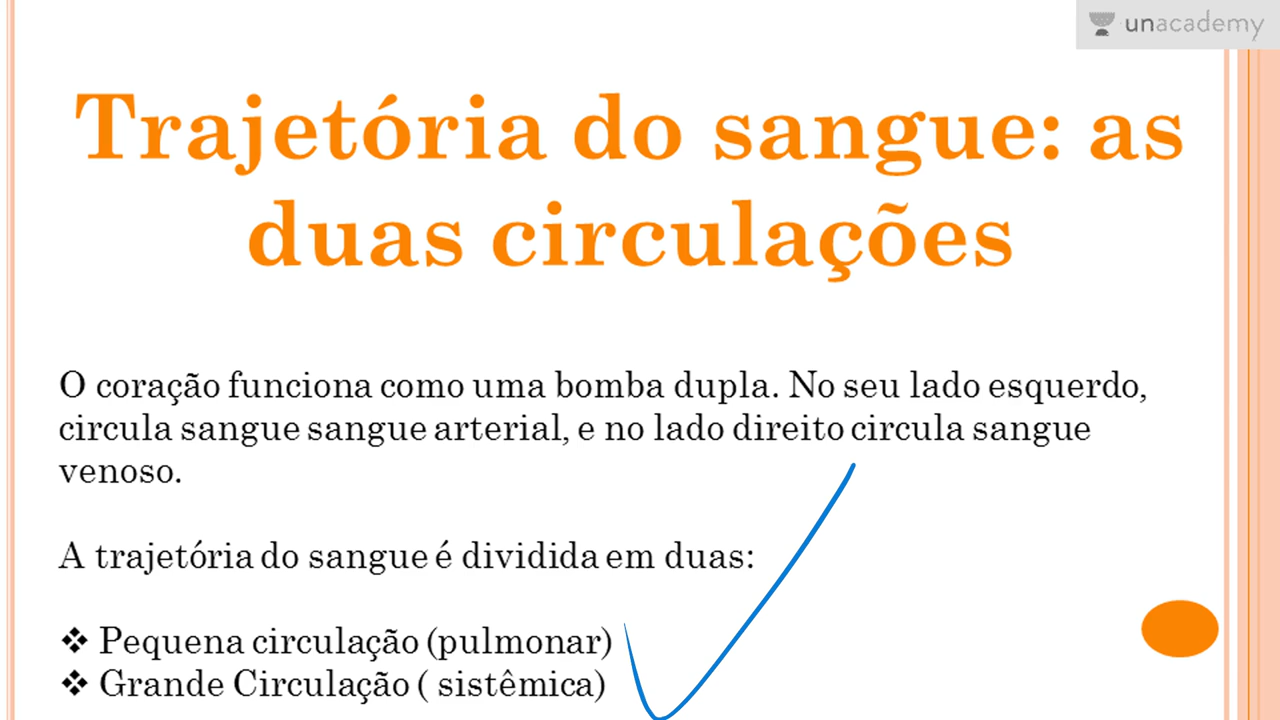 unacademy
Trajetória do sangue: as
duas circulações
O coração funciona como uma bomba dupla. No seu lado esquerdo,
circula sangue sangue arterial, e no lado direito circula sangue
venoso.
A trajetória do sangue é dividida em duas:
❖ Pequena circulação (pulmonar)
❖ Grande Circulação ( sistêmica)